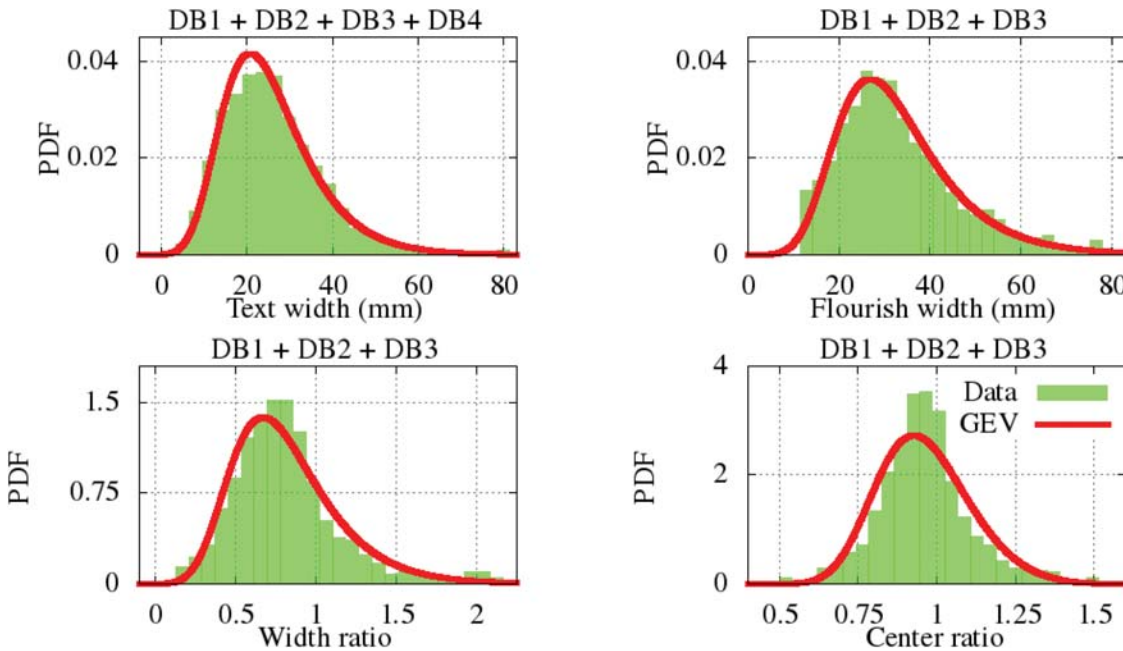 DB1 + DB2 + DB3 + DB4
0.04
0.02
0
PDF
0 20 40 60 80
Text width (mm)
DB1 + DB2 + DB3
0.04
0.02
0
PDF
0 20 40 60 80
Flourish width (mm)
DB1 + DB2 + DB3
1.5
0.75
0
PDF
0 0.5 1 1.5 2
Width ratio
DB1 + DB2 + DB3
4
2
0
PDF
Data
GEV
0.5 0.75 1 1.25 1.5
Center ratio